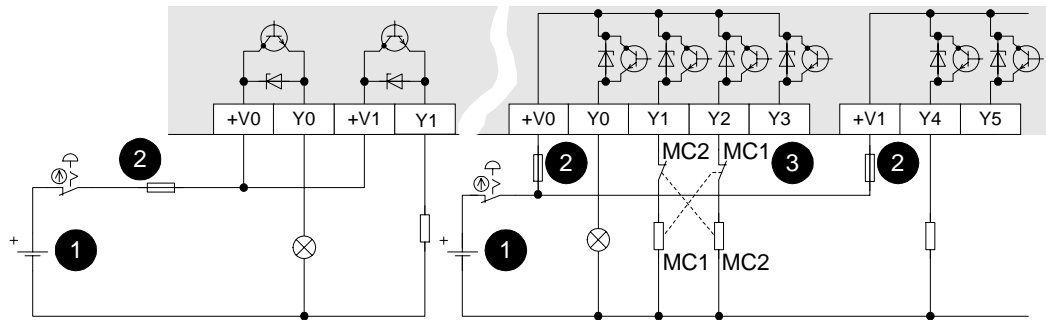 +V0 Y0 +V1 Y1 +V0 Y0 Y1 Y2 Y3 +V1 Y4 Y5
2 2 MC2 MC1 3 2
+ 1 + 1 MC1 MC2